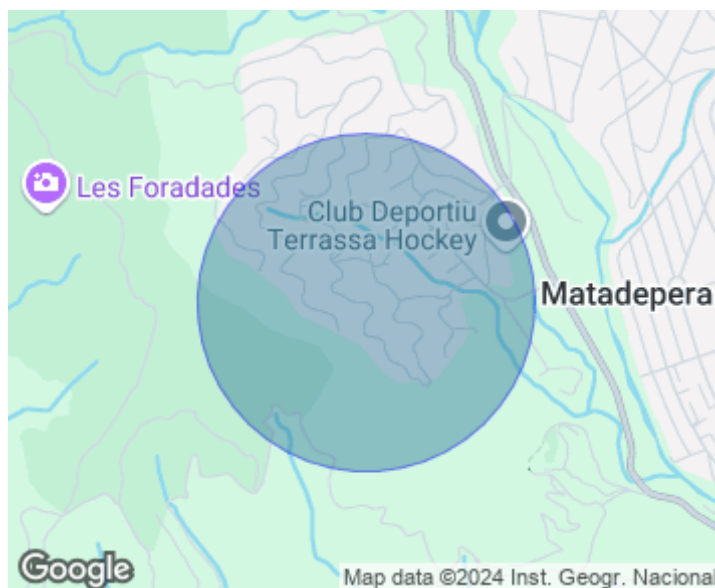 Les Foradades
Club Deportiu
Terrassa Hockey
Matadepera
Google
Map data ©2024 Inst. Geogr. Nacional